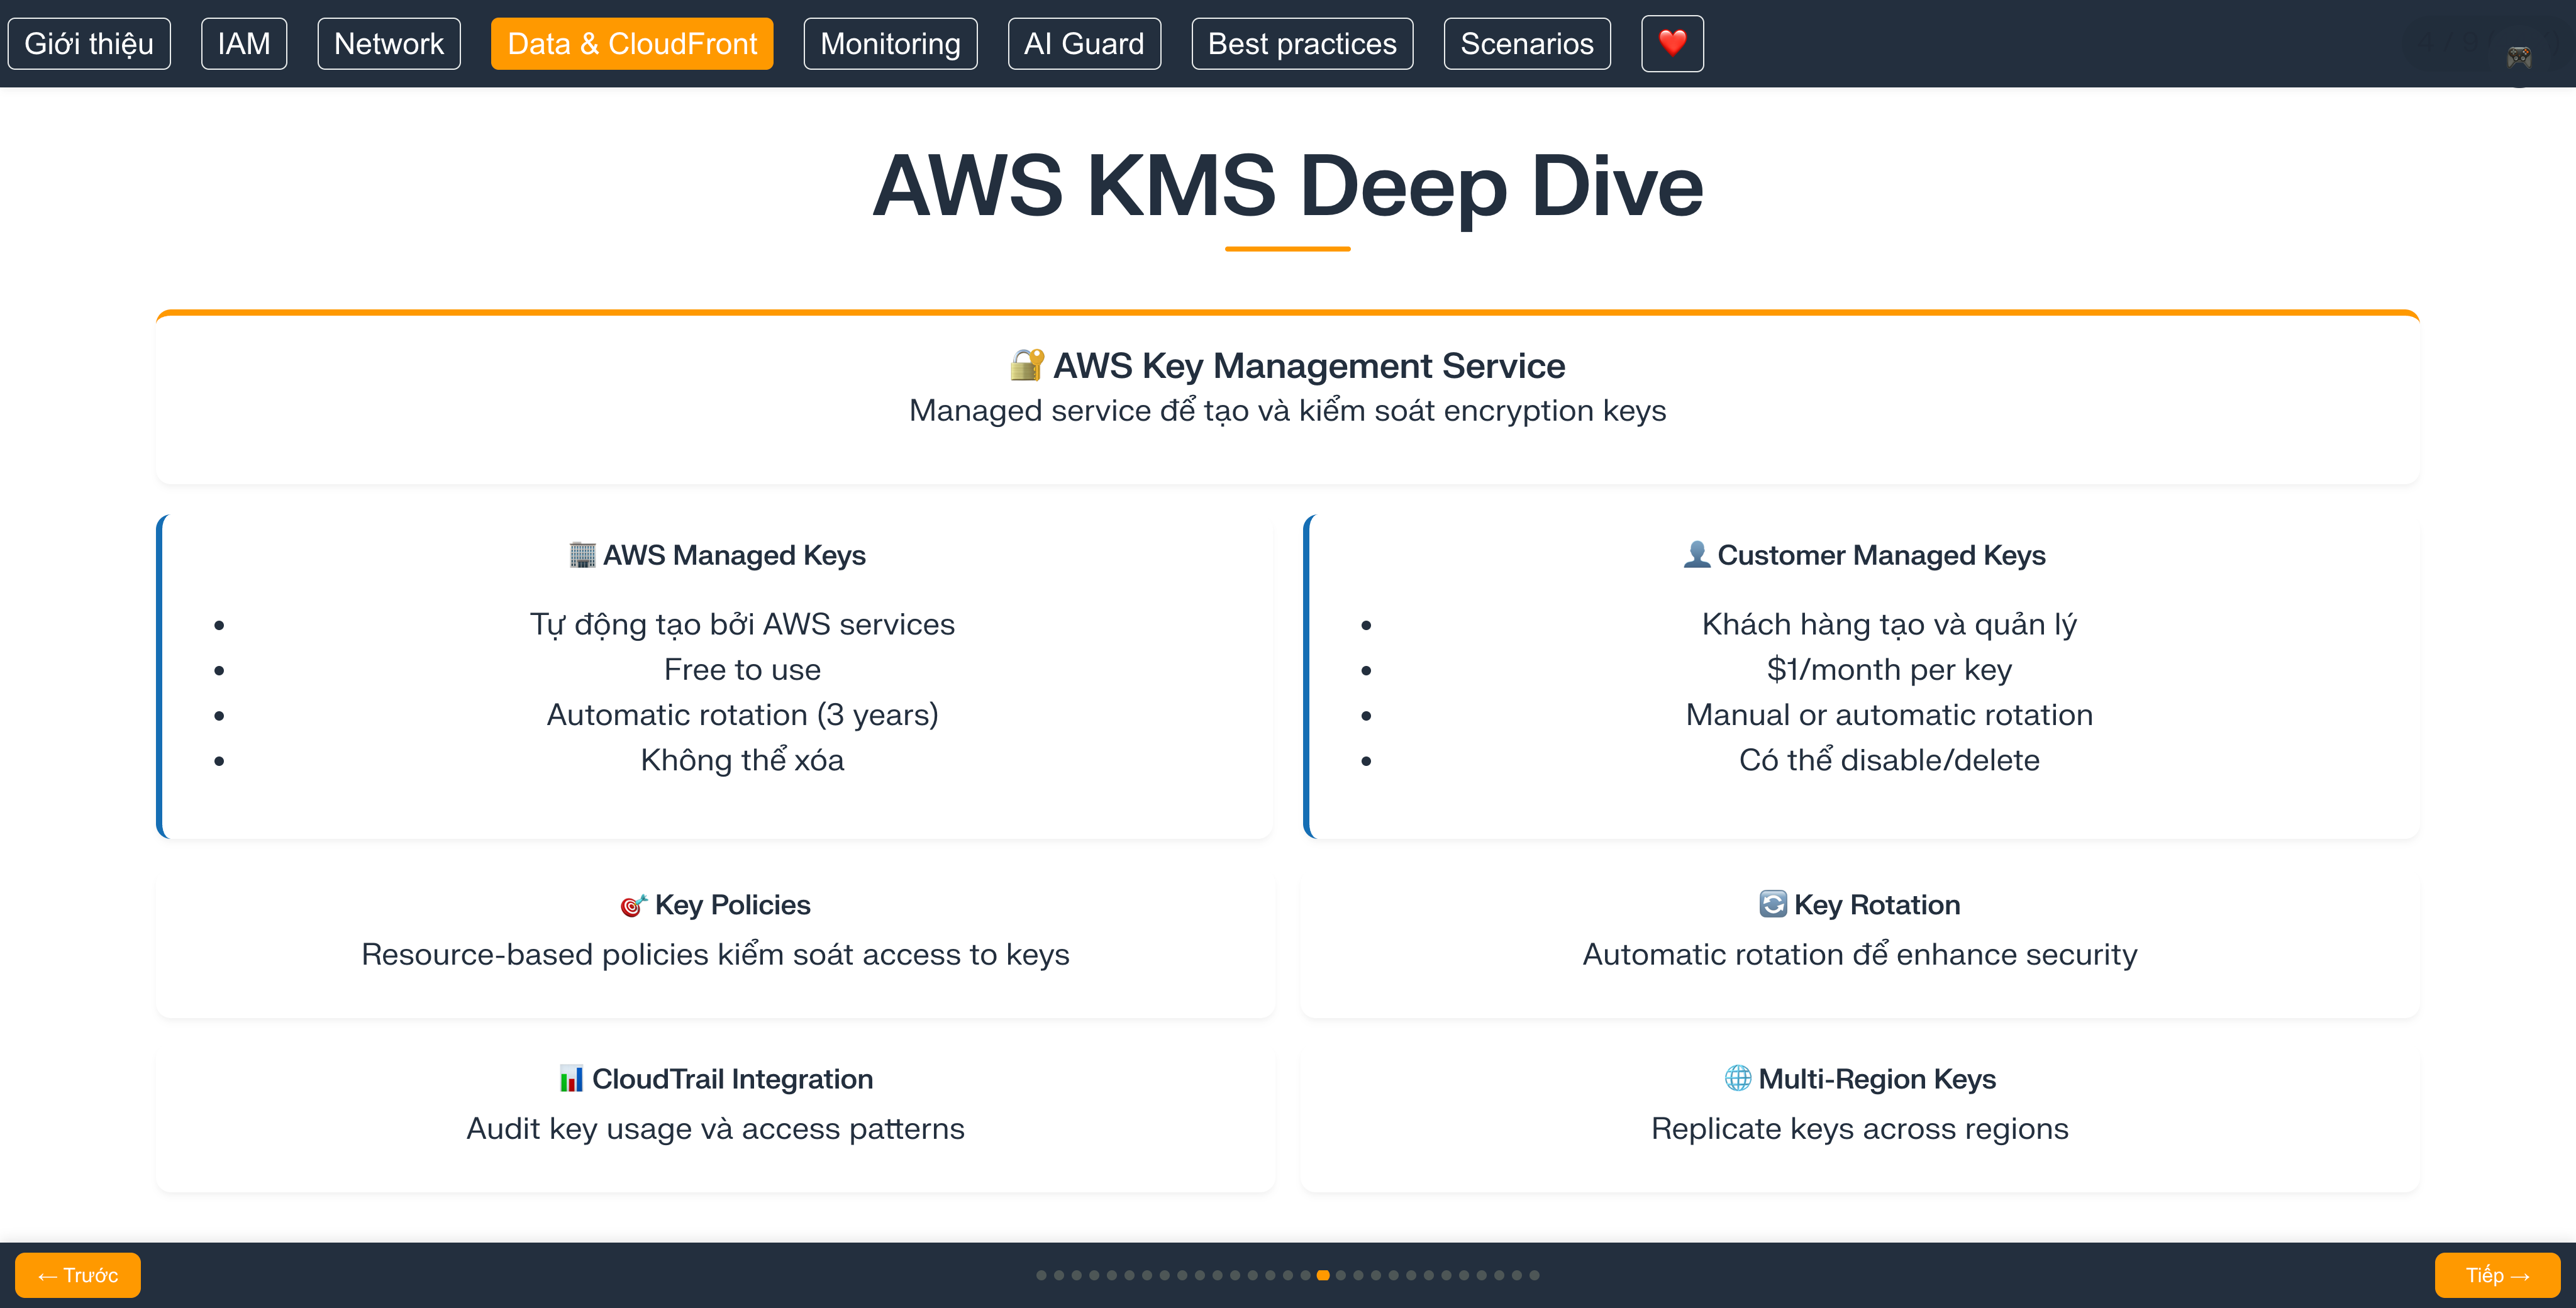 Giới thiệu
IAM
Network
Data & CloudFront
Monitoring
AI Guard
Best practices
Scenarios
AWS KMS Deep Dive
AWS Key Management Service
Managed service để tạo và kiểm soát encryption keys
AWS Managed Keys
Tự động tạo bởi AWS services
Free to use
Automatic rotation (3 years)
Không thể xóa
Customer Managed Keys
Khách hàng tạo và quản lý
$1/month per key
Manual or automatic rotation
Có thể disable/delete
Key Policies
Resource-based policies kiểm soát access to keys
Key Rotation
Automatic rotation để enhance security
CloudTrail Integration
Audit key usage và access patterns
Multi-Region Keys
Replicate keys across regions
← Trước
Tiếp →